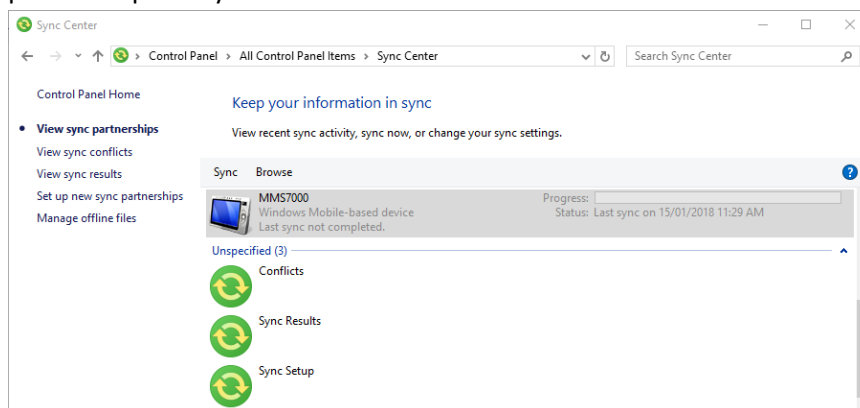 Sync Center
Control Panel > All Control Panel Items > Sync Center
Search Sync Center
Control Panel Home
View sync partnerships
View sync conflicts
View sync results
Set up new sync partnerships
Manage offline files
Keep your information in sync
View recent sync activity, sync now, or change your sync settings.
Sync Browse
?
MMS7000
Windows Mobile-based device
Last sync not completed.
Progress:
Status: Last sync on 15/01/2018 11:29 AM
Unspecified (3)
Conflicts
Sync Results
Sync Setup